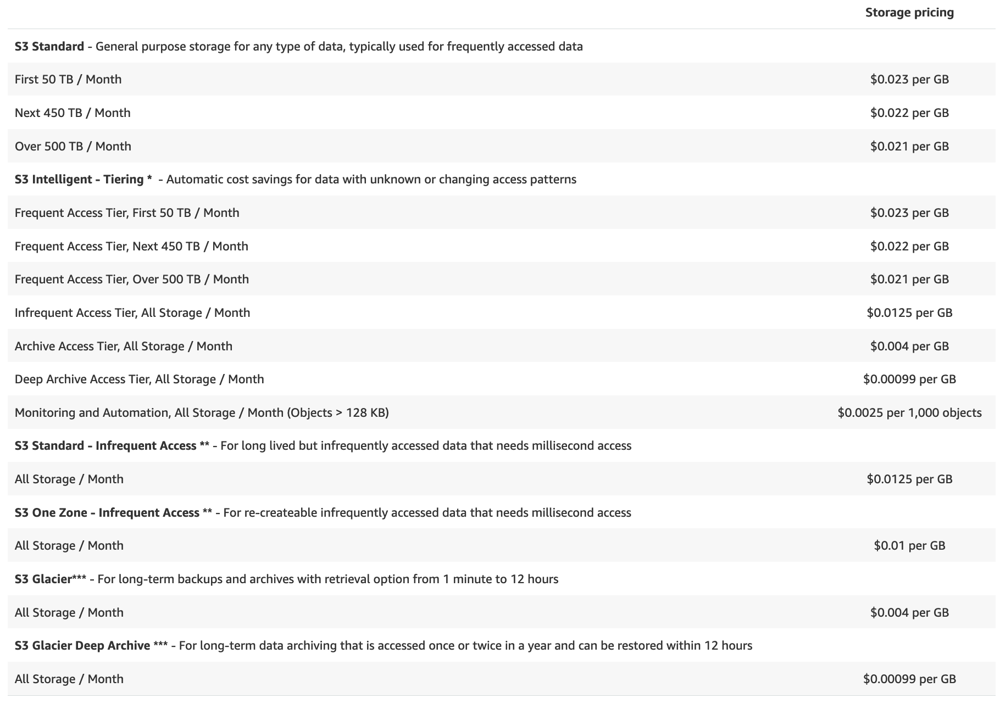 Storage pricing
S3 Standard - General purpose storage for any type of data, typically used for frequently accessed data
First 50 TB / Month $0.023 per GB
Next 450 TB / Month $0.022 per GB
Over 500 TB / Month $0.021 per GB
S3 Intelligent - Tiering * - Automatic cost savings for data with unknown or changing access patterns
Frequent Access Tier, First 50 TB / Month $0.023 per GB
Frequent Access Tier, Next 450 TB / Month $0.022 per GB
Frequent Access Tier, Over 500 TB / Month $0.021 per GB
Infrequent Access Tier, All Storage / Month $0.0125 per GB
Archive Access Tier, All Storage / Month $0.004 per GB
Deep Archive Access Tier, All Storage / Month $0.00099 per GB
Monitoring and Automation, All Storage / Month (Objects > 128 KB) $0.0025 per 1,000 objects
S3 Standard - Infrequent Access ** - For long lived but infrequently accessed data that needs millisecond access
All Storage / Month $0.0125 per GB
S3 One Zone - Infrequent Access ** - For re-createable infrequently accessed data that needs millisecond access
All Storage / Month $0.01 per GB
S3 Glacier*** - For long-term backups and archives with retrieval option from 1 minute to 12 hours
All Storage / Month $0.004 per GB
S3 Glacier Deep Archive *** - For long-term data archiving that is accessed once or twice in a year and can be restored within 12 hours
All Storage / Month $0.00099 per GB